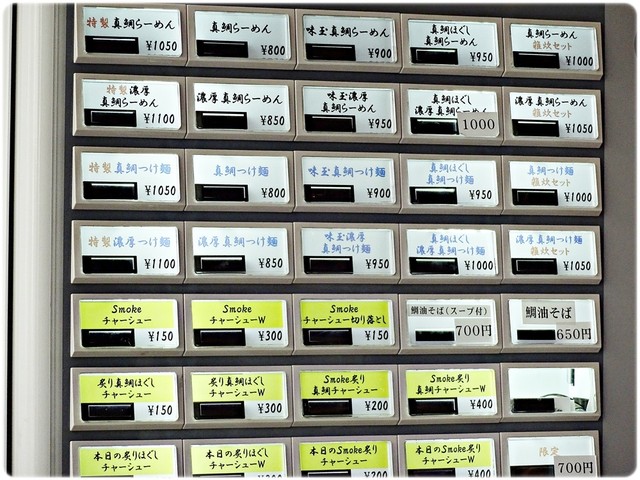 特製真鯛らーめん
¥1050
真鯛らーめん
¥800
味玉真鯛らーめん
¥900
真鯛ほぐし
真鯛らーめん
¥950
真鯛らーめん
雑炊セット
¥1000
特製濃厚
真鯛らーめん
¥1100
濃厚真鯛らーめん
¥850
味玉濃厚
真鯛らーめん
¥950
真鯛ほぐし
濃厚真鯛らーめん
1000
濃厚真鯛らーめん
雑炊セット
¥1050
特製真鯛つけ麺
¥1050
真鯛つけ麺
¥800
味玉真鯛つけ麺
¥900
真鯛ほぐし
真鯛つけ麺
¥950
真鯛つけ麺
雑炊セット
¥1000
特製濃厚つけ麺
¥1100
濃厚真鯛つけ麺
¥850
味玉濃厚
真鯛つけ麺
¥950
真鯛ほぐし
濃厚真鯛つけ麺
¥1000
濃厚真鯛つけ麺
雑炊セット
¥1050
Smoke
チャーシュー
¥150
Smoke
チャーシューW
¥300
Smoke
チャーシュー切り落とし
¥150
鯛油そば(スープ付)
700円
鯛油そば
650円
炙り真鯛ほぐし
チャーシュー
¥150
炙り真鯛ほぐし
チャーシューW
¥300
Smoke炙り
真鯛チャーシュー
¥200
Smoke炙り
真鯛チャーシューW
¥400
本日の炙りほぐし
チャーシュー
本日の炙りほぐし
チャーシューW
本日のSmoke炙り
チャーシュー
本日のSmoke炙り
チャーシューW
¥400
限定
700円